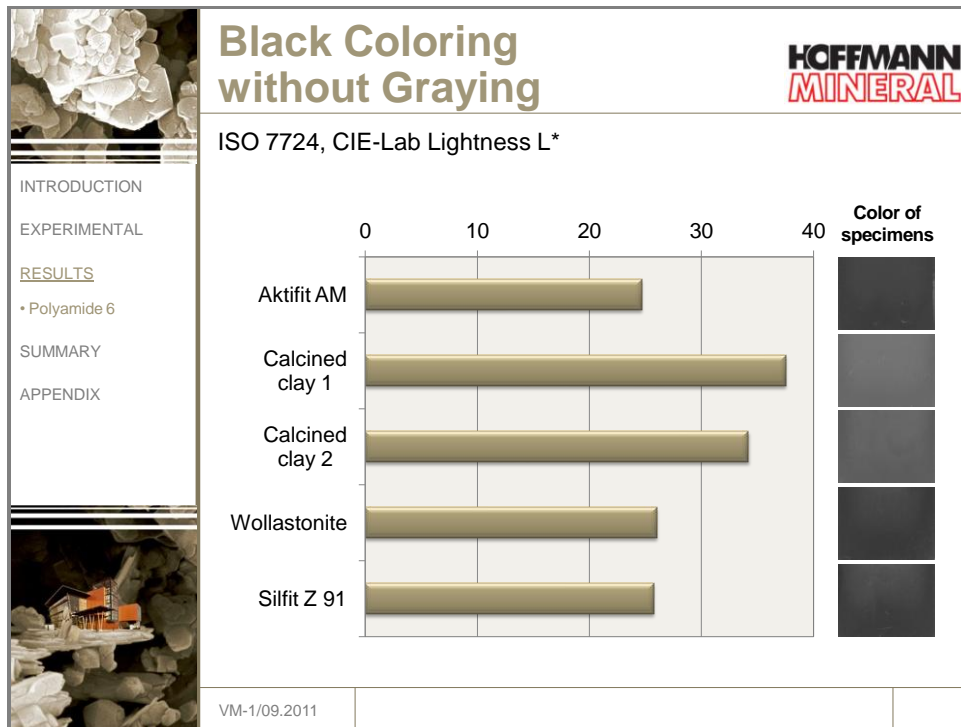 Black Coloring
without Graying
HOFFMANN
MINERAL
ISO 7724, CIE-Lab Lightness L*
INTRODUCTION
EXPERIMENTAL
RESULTS
• Polyamide 6
SUMMARY
APPENDIX
0 10 20 30 40
Color of
specimens
Aktifit AM
Calcined
clay 1
Calcined
clay 2
Wollastonite
Silfit Z 91
VM-1/09.2011